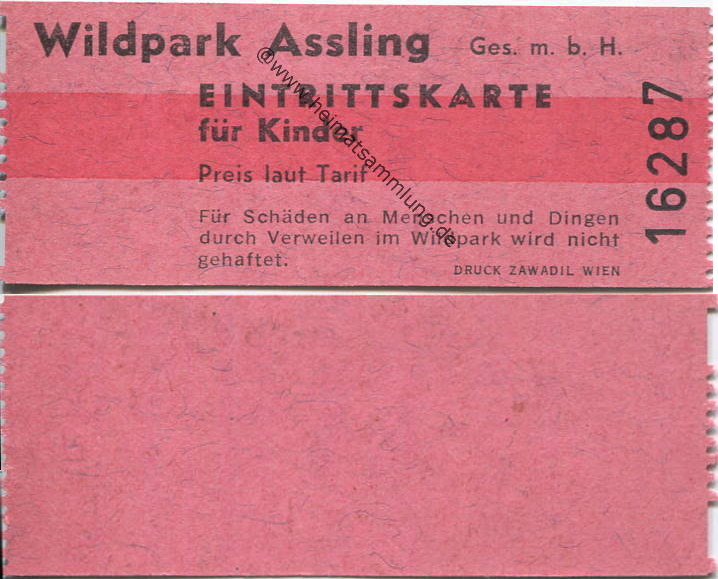 Wildpark Assling Ges. m. b. H.
EINTRITTSKARTE
für Kinder
Preis laut Tarif
Für Schäden an Menschen und Dingen
durch Verweilen im Wildpark wird nicht
gehaftet.
DRUCK ZAWADIL WIEN
16287
©www.heimatsammlung.de